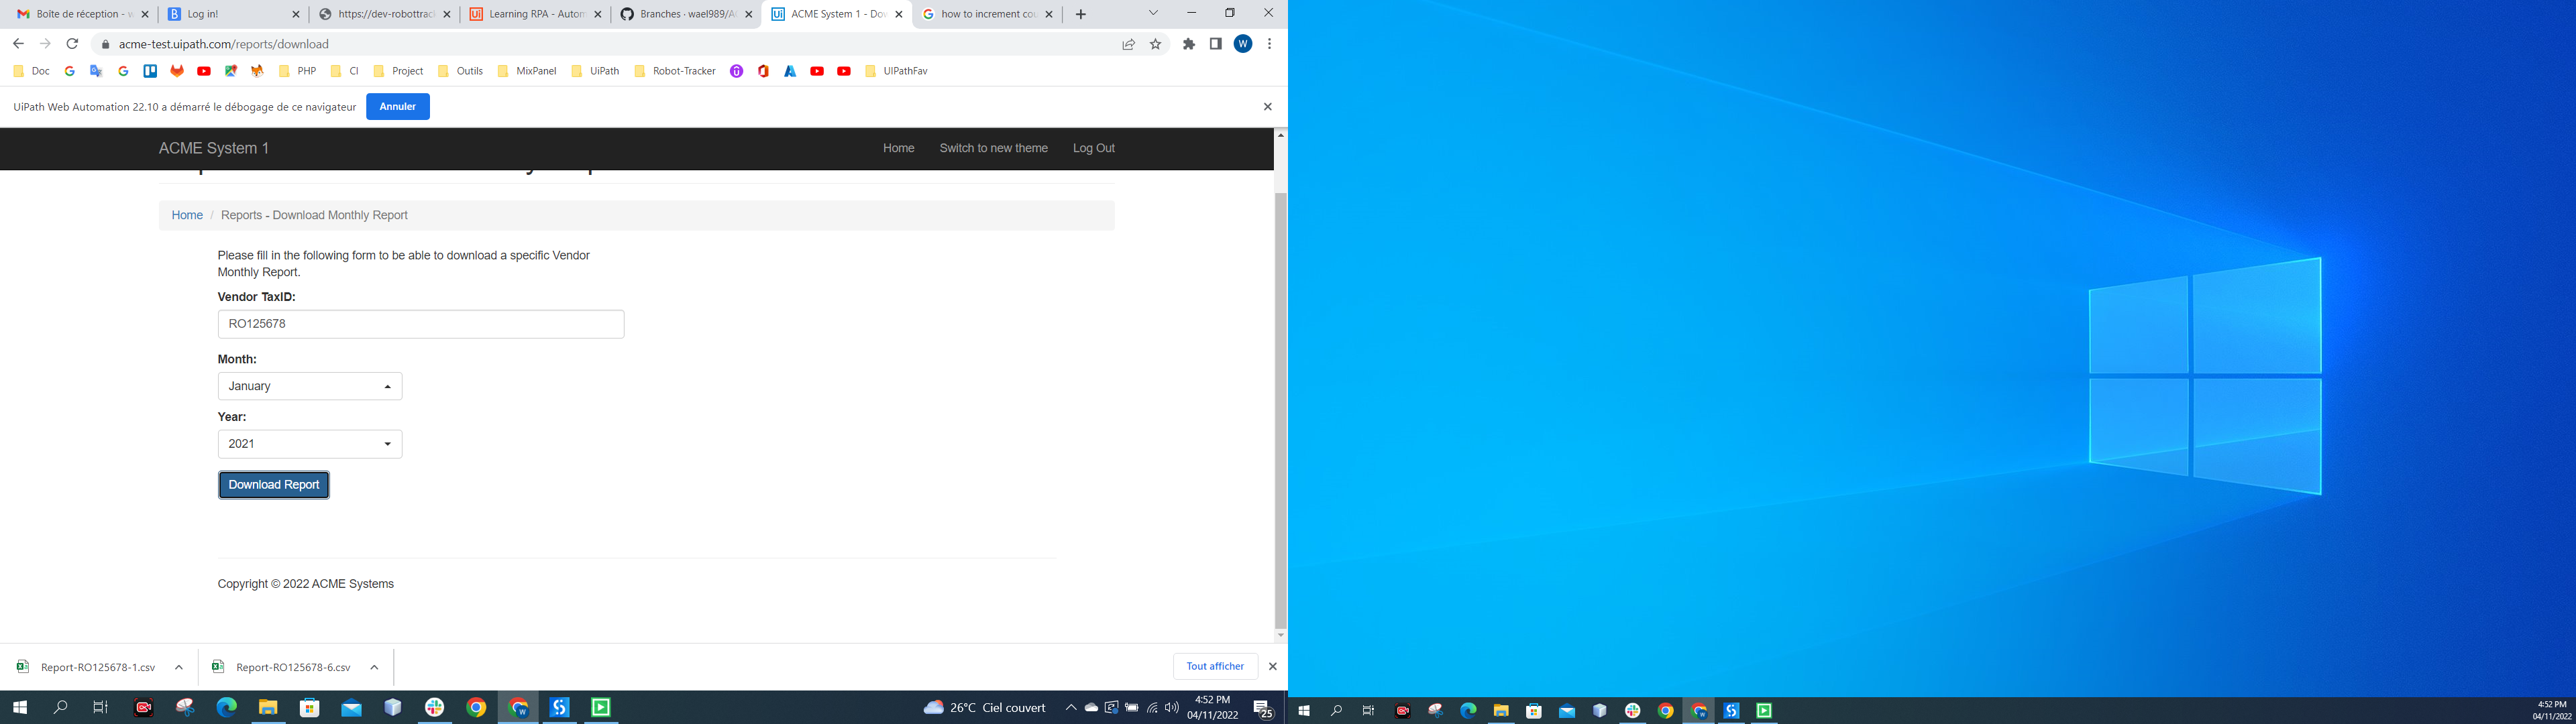 Boîte de réception - w
Log in!
https://dev-robottrack
Learning RPA - Autom
Branches · wael989/A
ACME System 1 - Dow
how to increment cou
acme-test.uipath.com/reports/download
W
Doc
PHP
CI
Project
Outils
MixPanel
UiPath
Robot-Tracker
UIPathFav
UiPath Web Automation 22.10 a démarré le débogage de ce navigateur
Annuler
ACME System 1
Home
Switch to new theme
Log Out
Home / Reports - Download Monthly Report
Please fill in the following form to be able to download a specific Vendor
Monthly Report.
Vendor TaxID:
RO125678
Month:
January
Year:
2021
Download Report
Copyright © 2022 ACME Systems
Report-RO125678-1.csv
Report-RO125678-6.csv
Tout afficher
26°C Ciel couvert
4:52 PM
04/11/2022
25
4:52 PM
04/11/2022